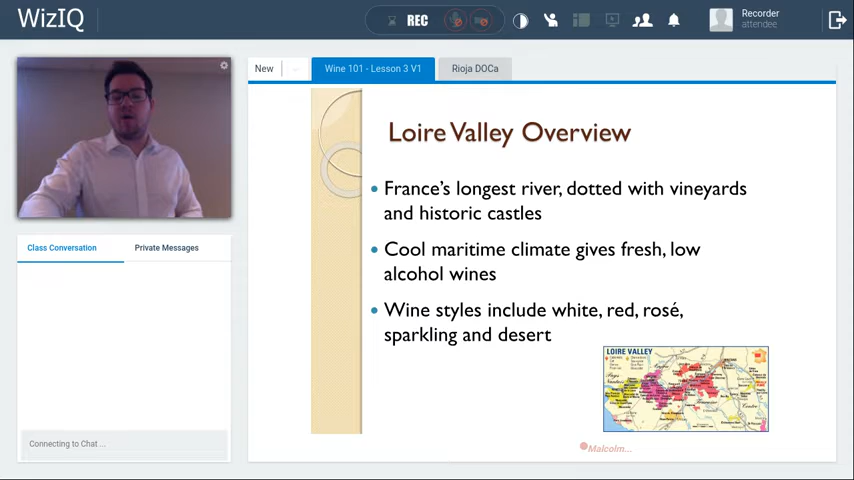 WizIQ
REC
Recorder
attendee
New
Wine 101 - Lesson 3 V1
Rioja DOCa
Loire Valley Overview
France's longest river, dotted with vineyards
and historic castles
Cool maritime climate gives fresh, low
alcohol wines
Wine styles include white, red, rosé,
sparkling and desert
LOIRE VALLEY
Malcolm...
Class Conversation
Private Messages
Connecting to Chat ...